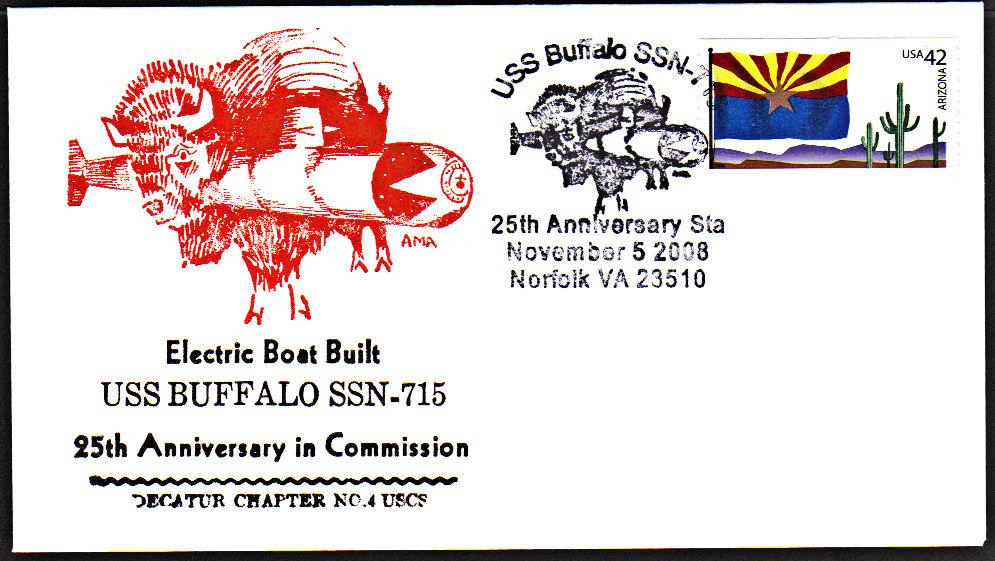 AMA
Electric Boat Built
USS BUFFALO SSN-715
25th Anniversary in Commission
DECATUR CHAPTER NO.4 USCS
USS Buffalo SSN-7
25th Anniversary Sta
November 5 2008
Norfolk VA 23510
USA 42
ARIZONA